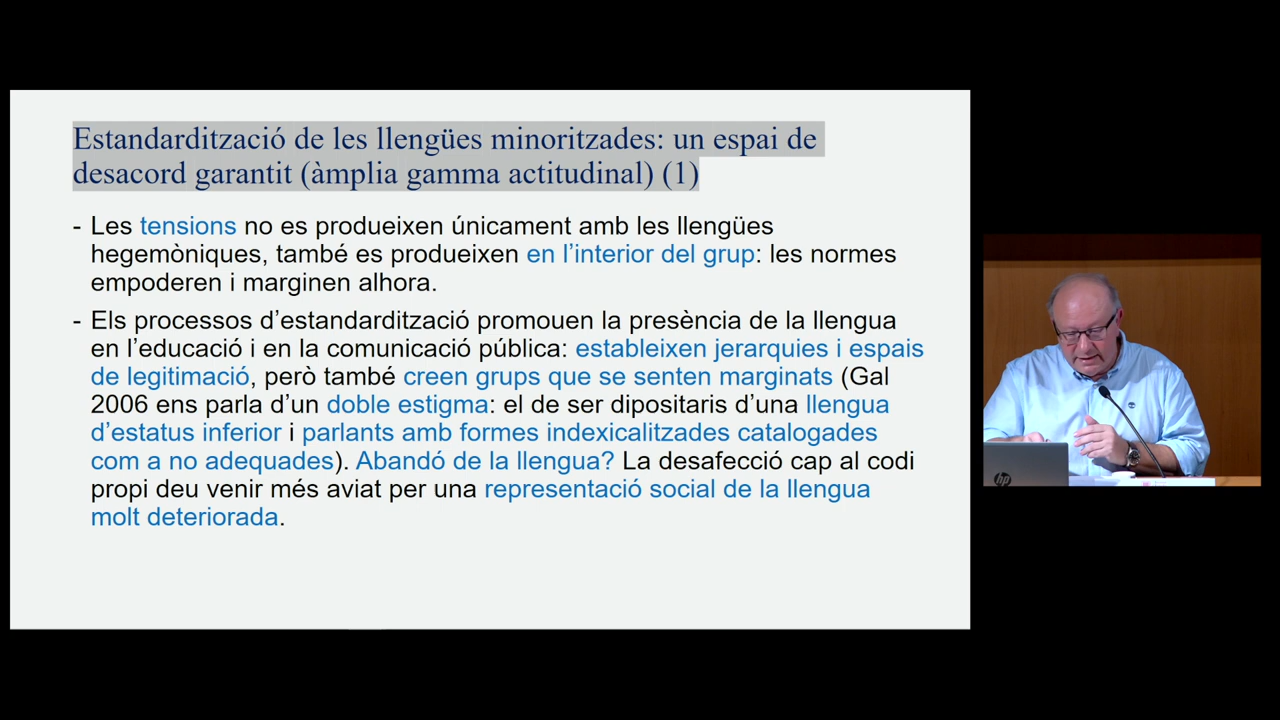 Estandardització de les llengües minoritzades: un espai de
desacord garantit (àmplia gamma actitudinal) (1)
- Les tensions no es produeixen únicament amb les llengües
hegemòniques, també es produeixen en l’interior del grup: les normes
empoderen i marginen alhora.
- Els processos d’estandardització promouen la presència de la llengua
en l’educació i en la comunicació pública: estableixen jerarquies i espais
de legitimació, però també creen grups que se senten marginats (Gal
2006 ens parla d’un doble estigma: el de ser dipositaris d’una llengua
d’estatus inferior i parlants amb formes indexicalitzades catalogades
com a no adequades). Abandó de la llengua? La desafecció cap al codi
propi deu venir més aviat per una representació social de la llengua
molt deteriorada.
hp